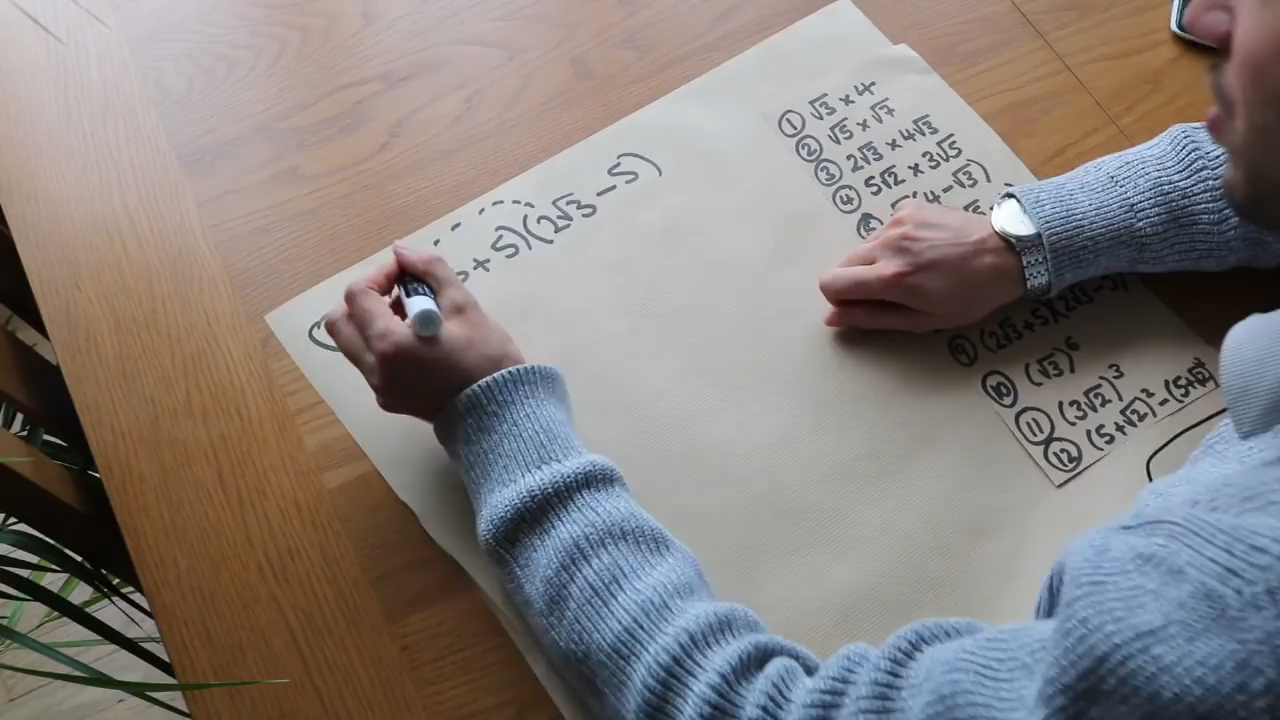 + 5)(2√3 − 5)
① √3 × 4
② √5 × √7
③ 2√3 × 4√3
④ 5√2 × 3√5
(4 − √3)
⑨ (2√3 + 5)(2√3 − 5)
⑩ (√3)⁶
⑪ (3√2)³
⑫ (5+√2)² − (5+√2)